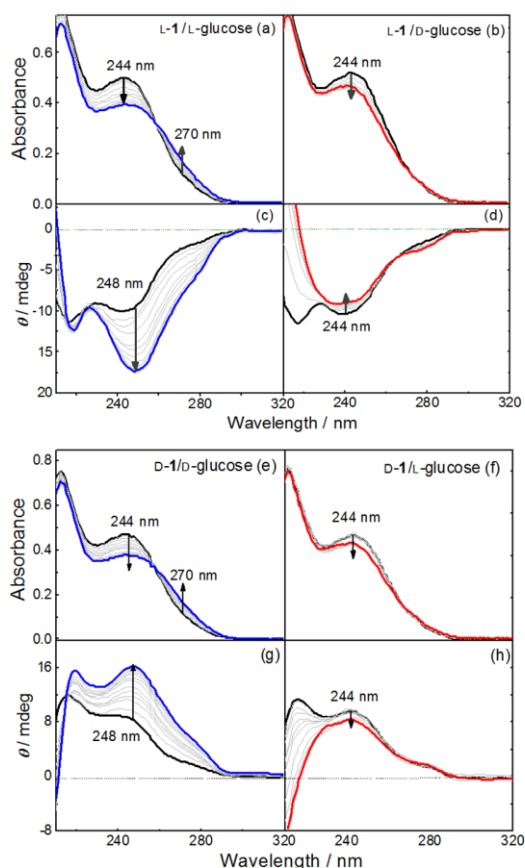 L-1/L-glucose (a)
L-1/D-glucose (b)
Absorbance
0.6
0.4
0.2
0.0
244 nm
270 nm
244 nm
(c)
(d)
θ / mdeg
0
-5
-10
15
20
248 nm
244 nm
210 240 280 320
240 280 320
Wavelength / nm
D-1/D-glucose (e)
D-1/L-glucose (f)
Absorbance
0.8
0.6
0.4
0.2
0.0
244 nm
270 nm
244 nm
(g)
(h)
θ / mdeg
16
8
0
-8
248 nm
244 nm
240 280 320
240 280 320
Wavelength / nm